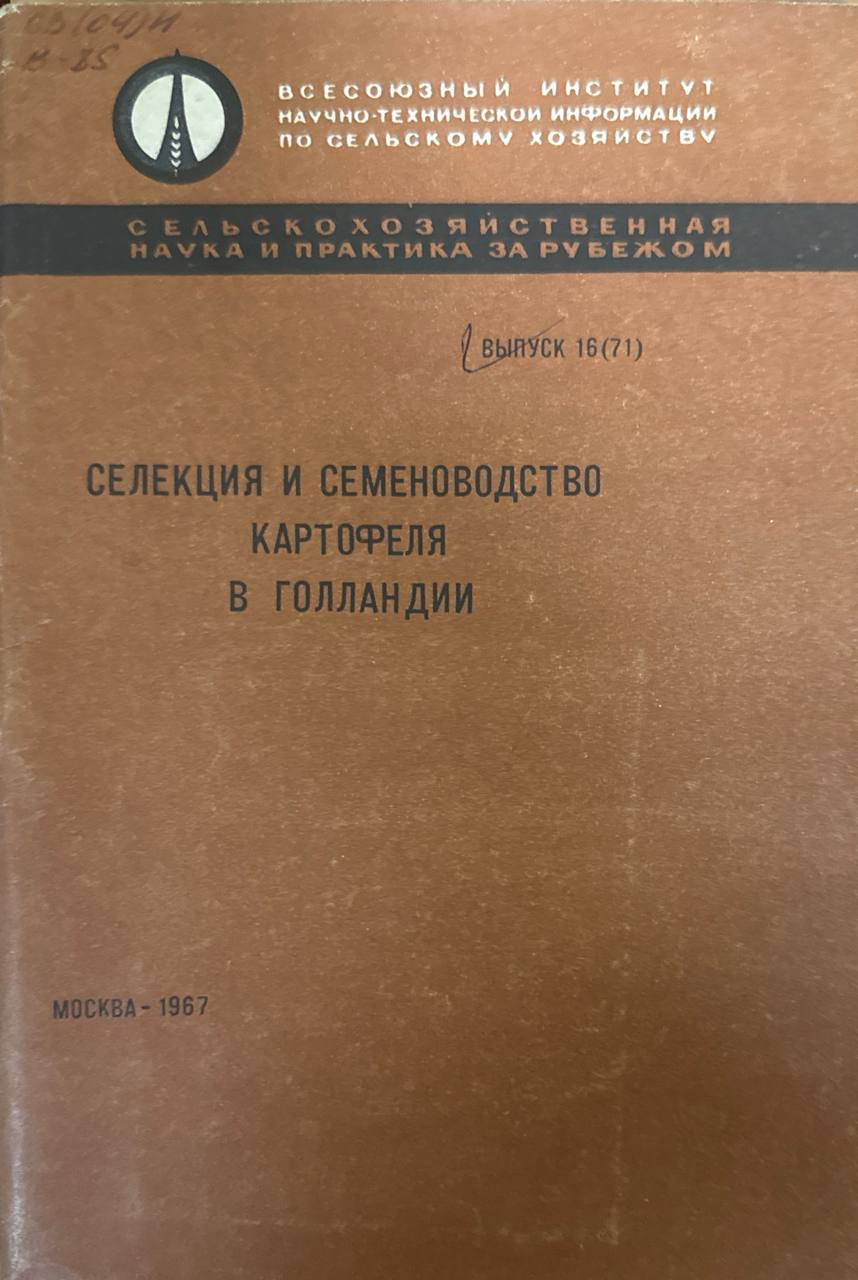 В-85
ВСЕСОЮЗНЫЙ ИНСТИТУТ
НАУЧНО-ТЕХНИЧЕСКОЙ ИНФОРМАЦИИ
ПО СЕЛЬСКОМУ ХОЗЯЙСТВУ
СЕЛЬСКОХОЗЯЙСТВЕННАЯ
НАУКА И ПРАКТИКА ЗА РУБЕЖОМ
ВЫПУСК 16(71)
СЕЛЕКЦИЯ И СЕМЕНОВОДСТВО
КАРТОФЕЛЯ
В ГОЛЛАНДИИ
МОСКВА - 1967